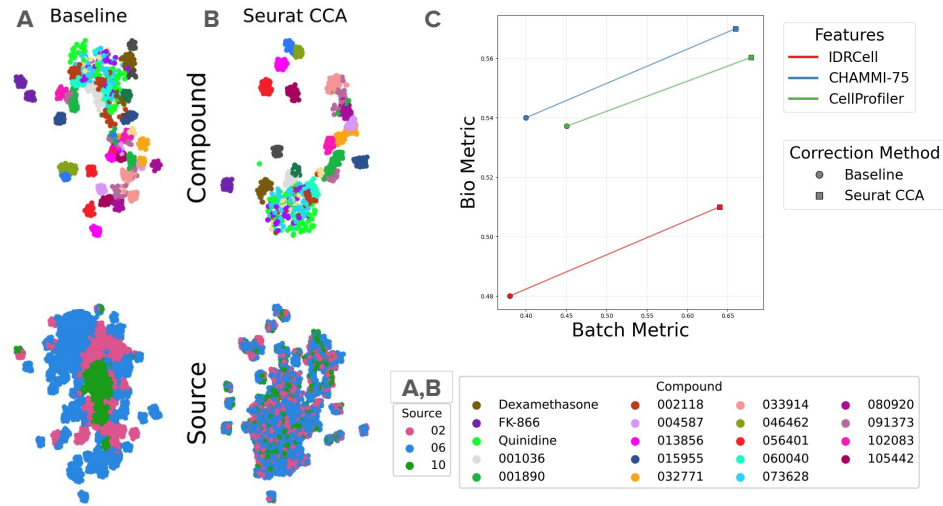 A Baseline
B Seurat CCA
Compound
Source
C
0.56
0.54
0.52
0.50
0.48
Bio Metric
0.40 0.45 0.50 0.55 0.60 0.65
Batch Metric
Features
IDRCell
CHAMMI-75
CellProfiler
Correction Method
Baseline
Seurat CCA
A,B
Source
02
06
10
Compound
Dexamethasone 002118 033914 080920
FK-866 004587 046462 091373
Quinidine 013856 056401 102083
001036 015955 060040 105442
001890 032771 073628